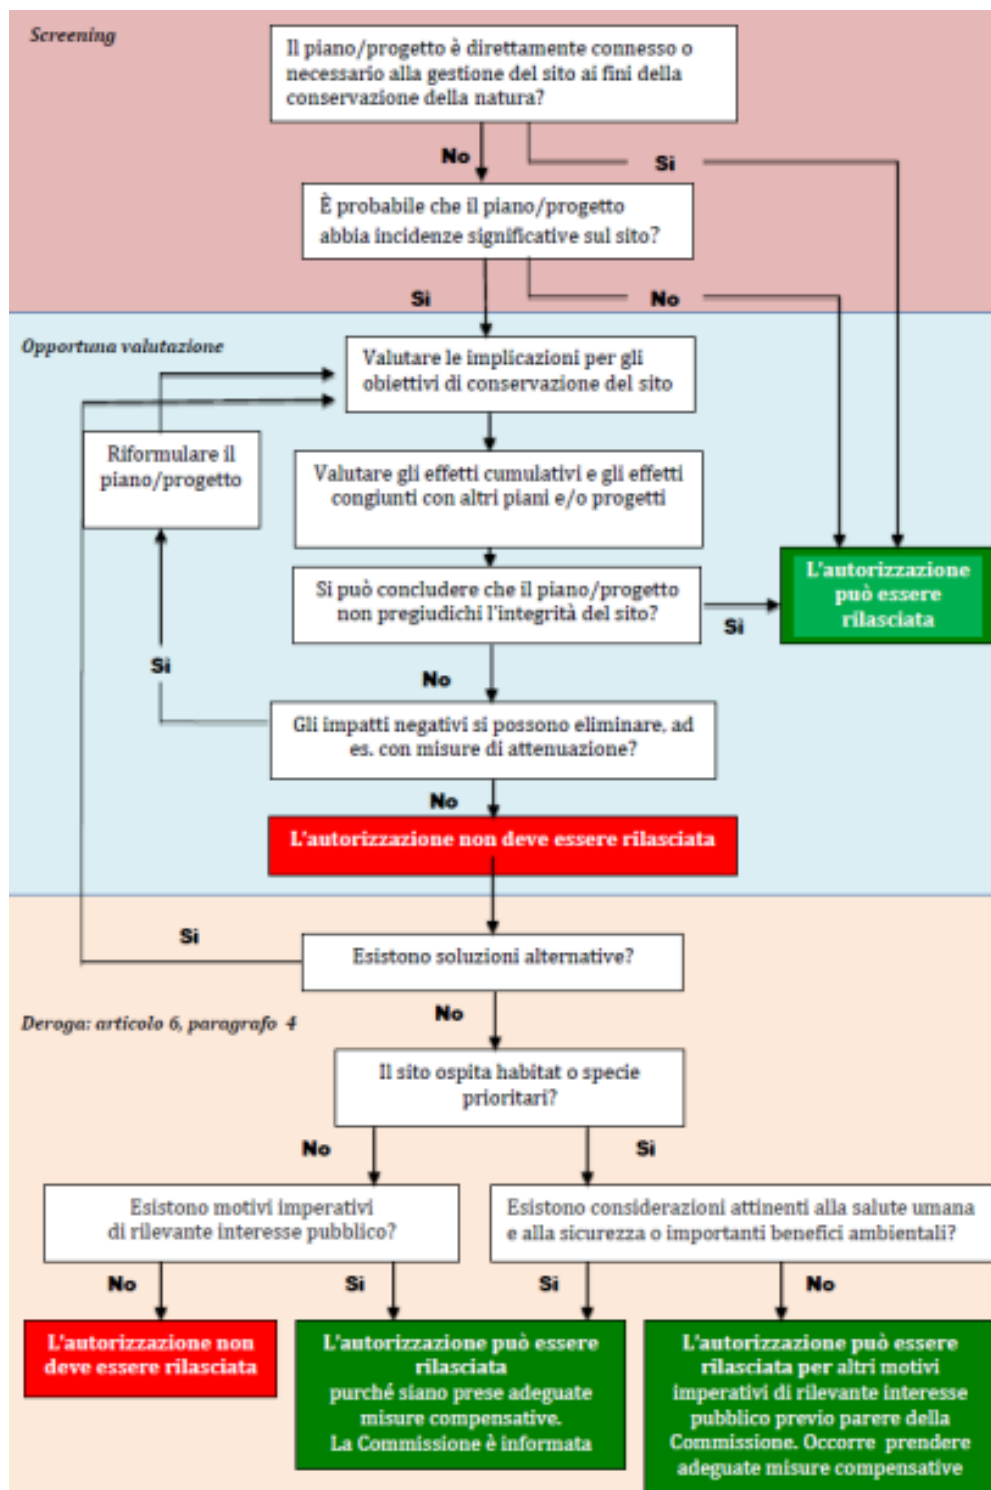 Screening
Il piano/progetto è direttamente connesso o
necessario alla gestione del sito ai fini della
conservazione della natura?
No
Si
È probabile che il piano/progetto
abbia incidenze significative sul sito?
Si
No
Opportuna valutazione
Valutare le implicazioni per gli
obiettivi di conservazione del sito
Riformulare il
piano/progetto
Valutare gli effetti cumulativi e gli effetti
congiunti con altri piani e/o progetti
L'autorizzazione
può essere
rilasciata
Si può concludere che il piano/progetto
non pregiudichi l'integrità del sito?
Sì
Si
No
Gli impatti negativi si possono eliminare, ad
es. con misure di attenuazione?
No
L'autorizzazione non deve essere rilasciata
Si
Esistono soluzioni alternative?
No
Deroga: articolo 6, paragrafo 4
Il sito ospita habitat o specie
prioritari?
No
Sì
Esistono motivi imperativi
di rilevante interesse pubblico?
Esistono considerazioni attinenti alla salute umana
e alla sicurezza o importanti benefici ambientali?
No
Si
Si
No
L'autorizzazione non
deve essere rilasciata
L'autorizzazione può essere
rilasciata
purché siano prese adeguate
misure compensative.
La Commissione è informata
L'autorizzazione può essere
rilasciata per altri motivi
imperativi di rilevante interesse
pubblico previo parere della
Commissione. Occorre prendere
adeguate misure compensative